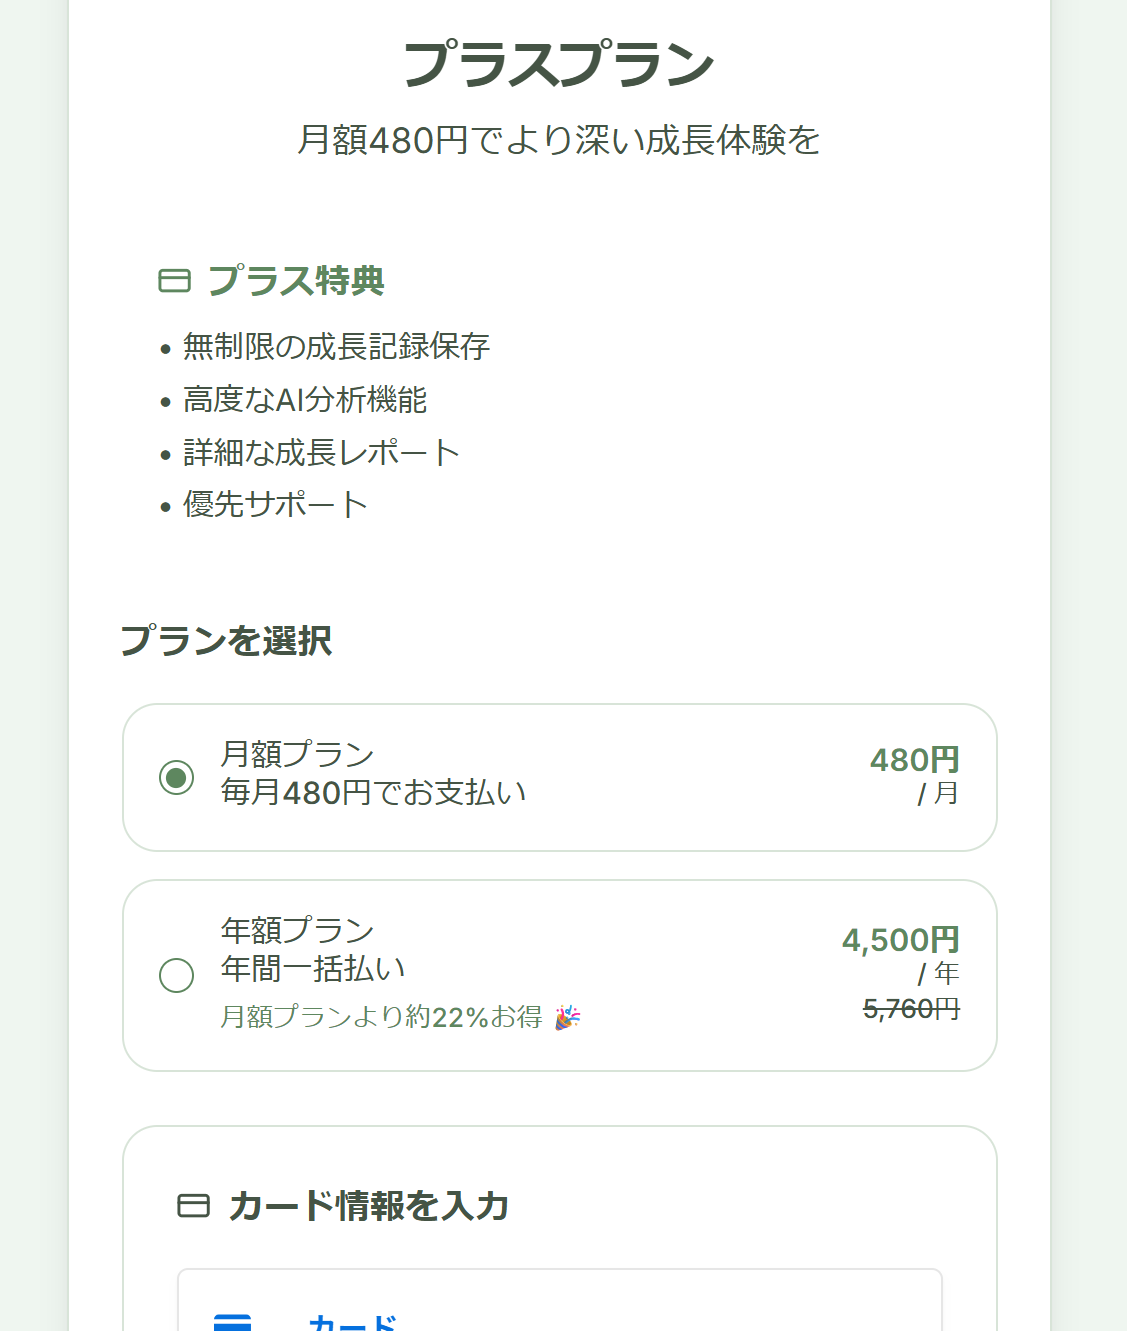 プラスプラン
月額480円でより深い成長体験を
プラス特典
• 無制限の成長記録保存
• 高度なAI分析機能
• 詳細な成長レポート
• 優先サポート
プランを選択
月額プラン
毎月480円でお支払い
480円
/ 月
年額プラン
年間一括払い
月額プランより約22%お得 🎉
4,500円
/ 年
5,760円
カード情報を入力
カード